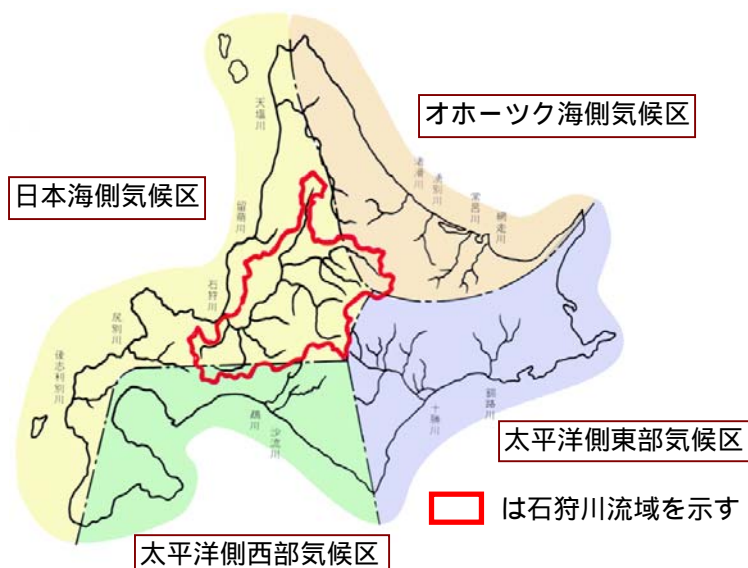 オホーツク海側気候区
日本海側気候区
太平洋側東部気候区
太平洋側西部気候区
は石狩川流域を示す
天塩川
留萌川
石狩川
尻別川
後志利別川
渚滑川
湧別川
常呂川
網走川
釧路川
十勝川
鵡川
沙流川